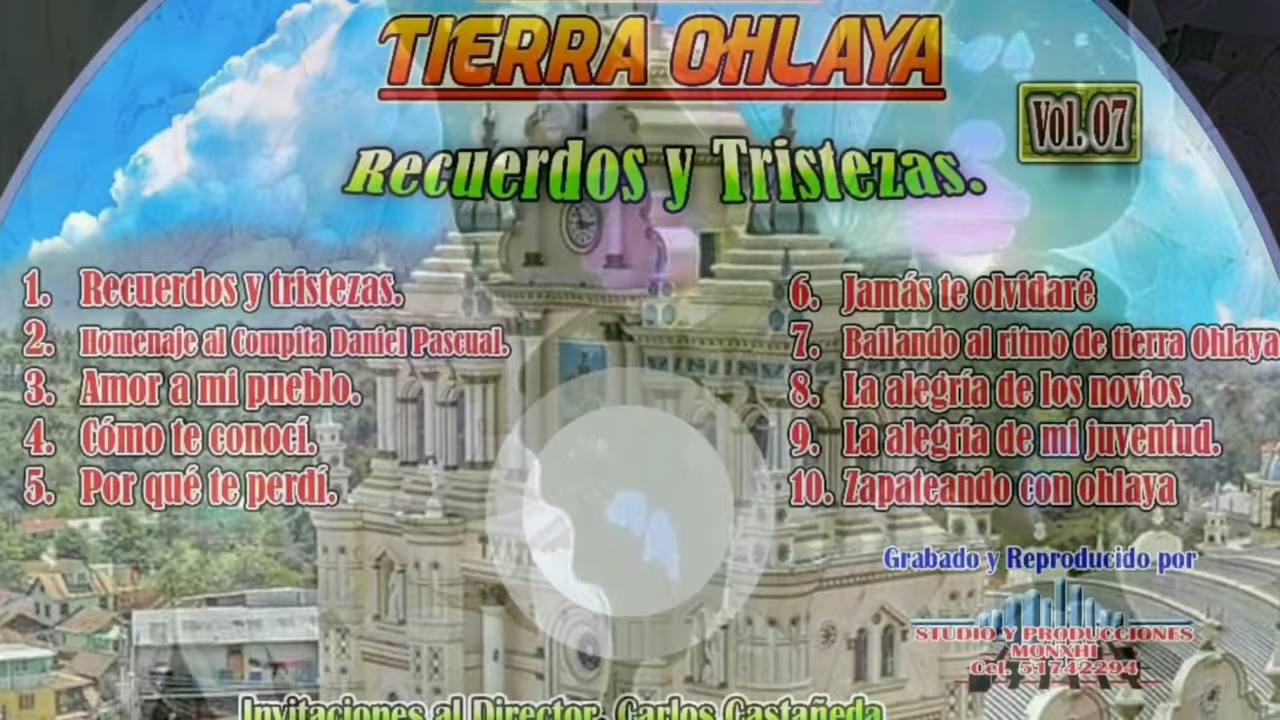 TIERRA OHLAYA
Vol. 07
Recuerdos y Tristezas.
1. Recuerdos y tristezas.
2. Homenaje al Compita Daniel Pascual.
3. Amor a mi pueblo.
4. Cómo te conocí.
5. Por qué te perdí.
6. Jamás te olvidaré
7. Bailando al ritmo de tierra Ohlaya
8. La alegría de los novios.
9. La alegría de mi juventud.
10. Zapateando con ohlaya
Grabado y Reproducido por
STUDIO Y PRODUCCIONES
MONXHI
Cel. 51742294
Invitaciones al Director. Carlos Castañeda